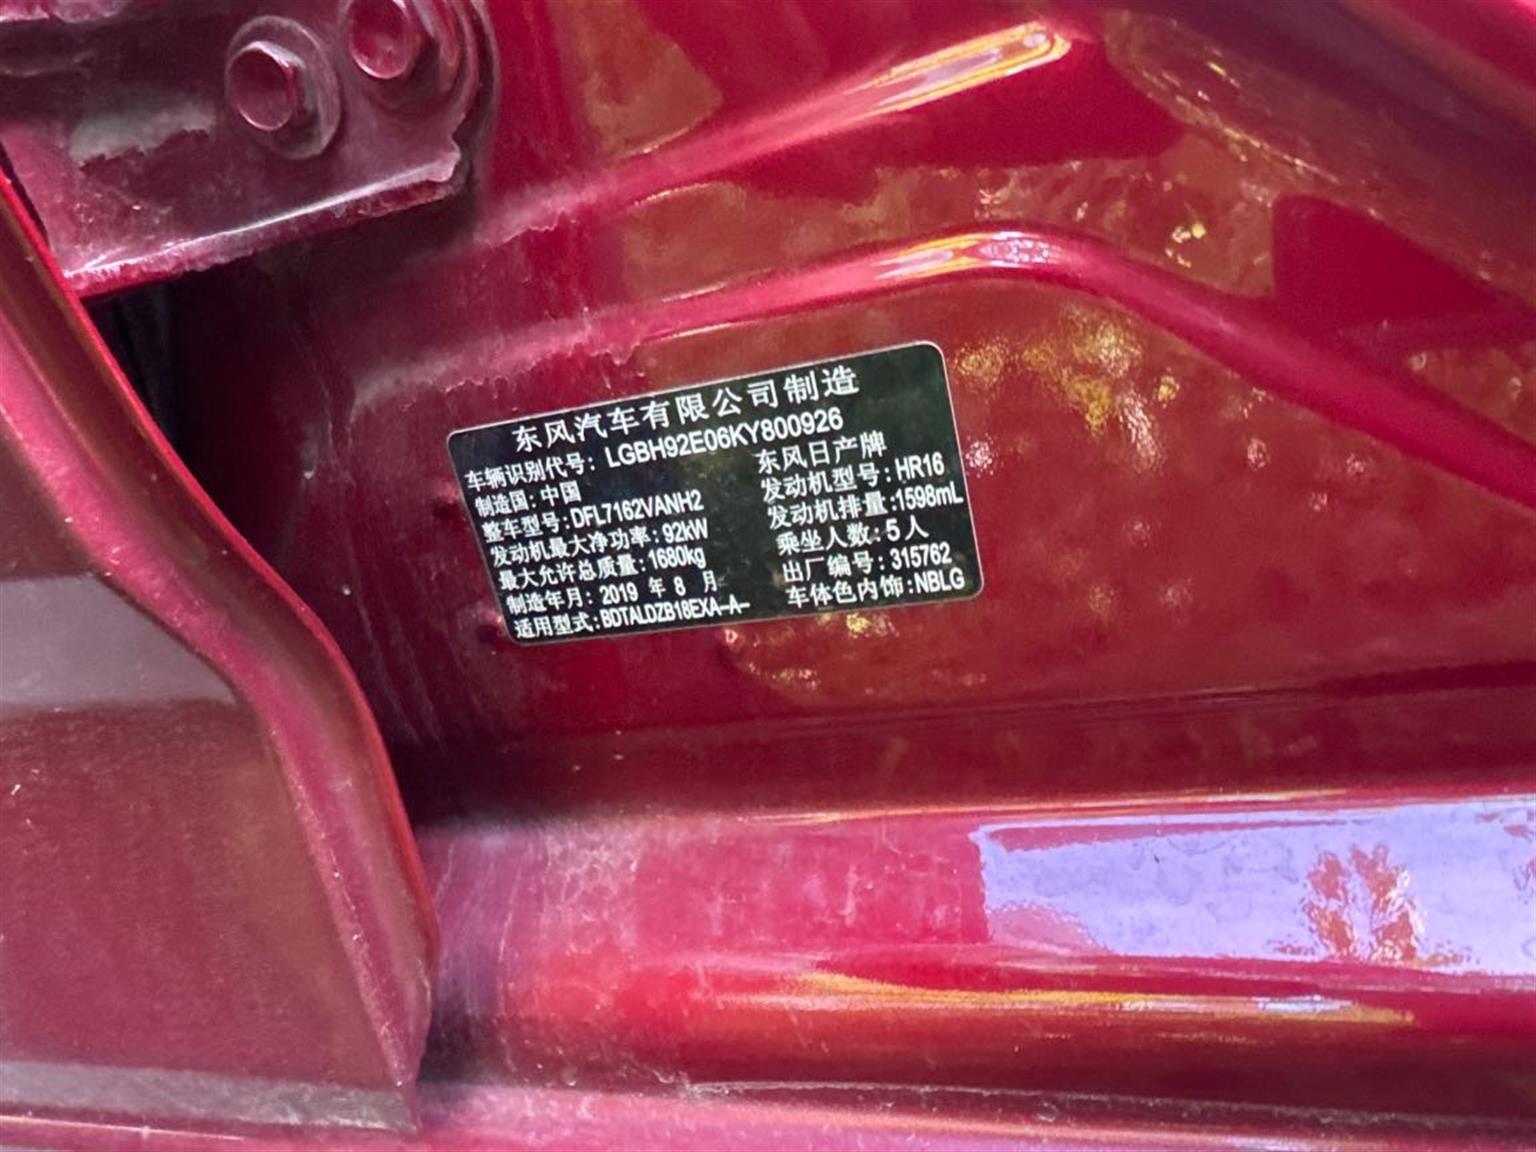 东风汽车有限公司制造
车辆识别代号: LGBH92E06KY800926
制造国: 中国 东风日产牌
整车型号: DFL7162VANH2 发动机型号: HR16
发动机最大净功率: 92kW 发动机排量: 1598mL
最大允许总质量: 1680kg 乘坐人数: 5 人
制造年月: 2019 年 8 月 出厂编号: 315762
适用型式: BDTALDZB18EXA-A- 车体色内饰: NBLG